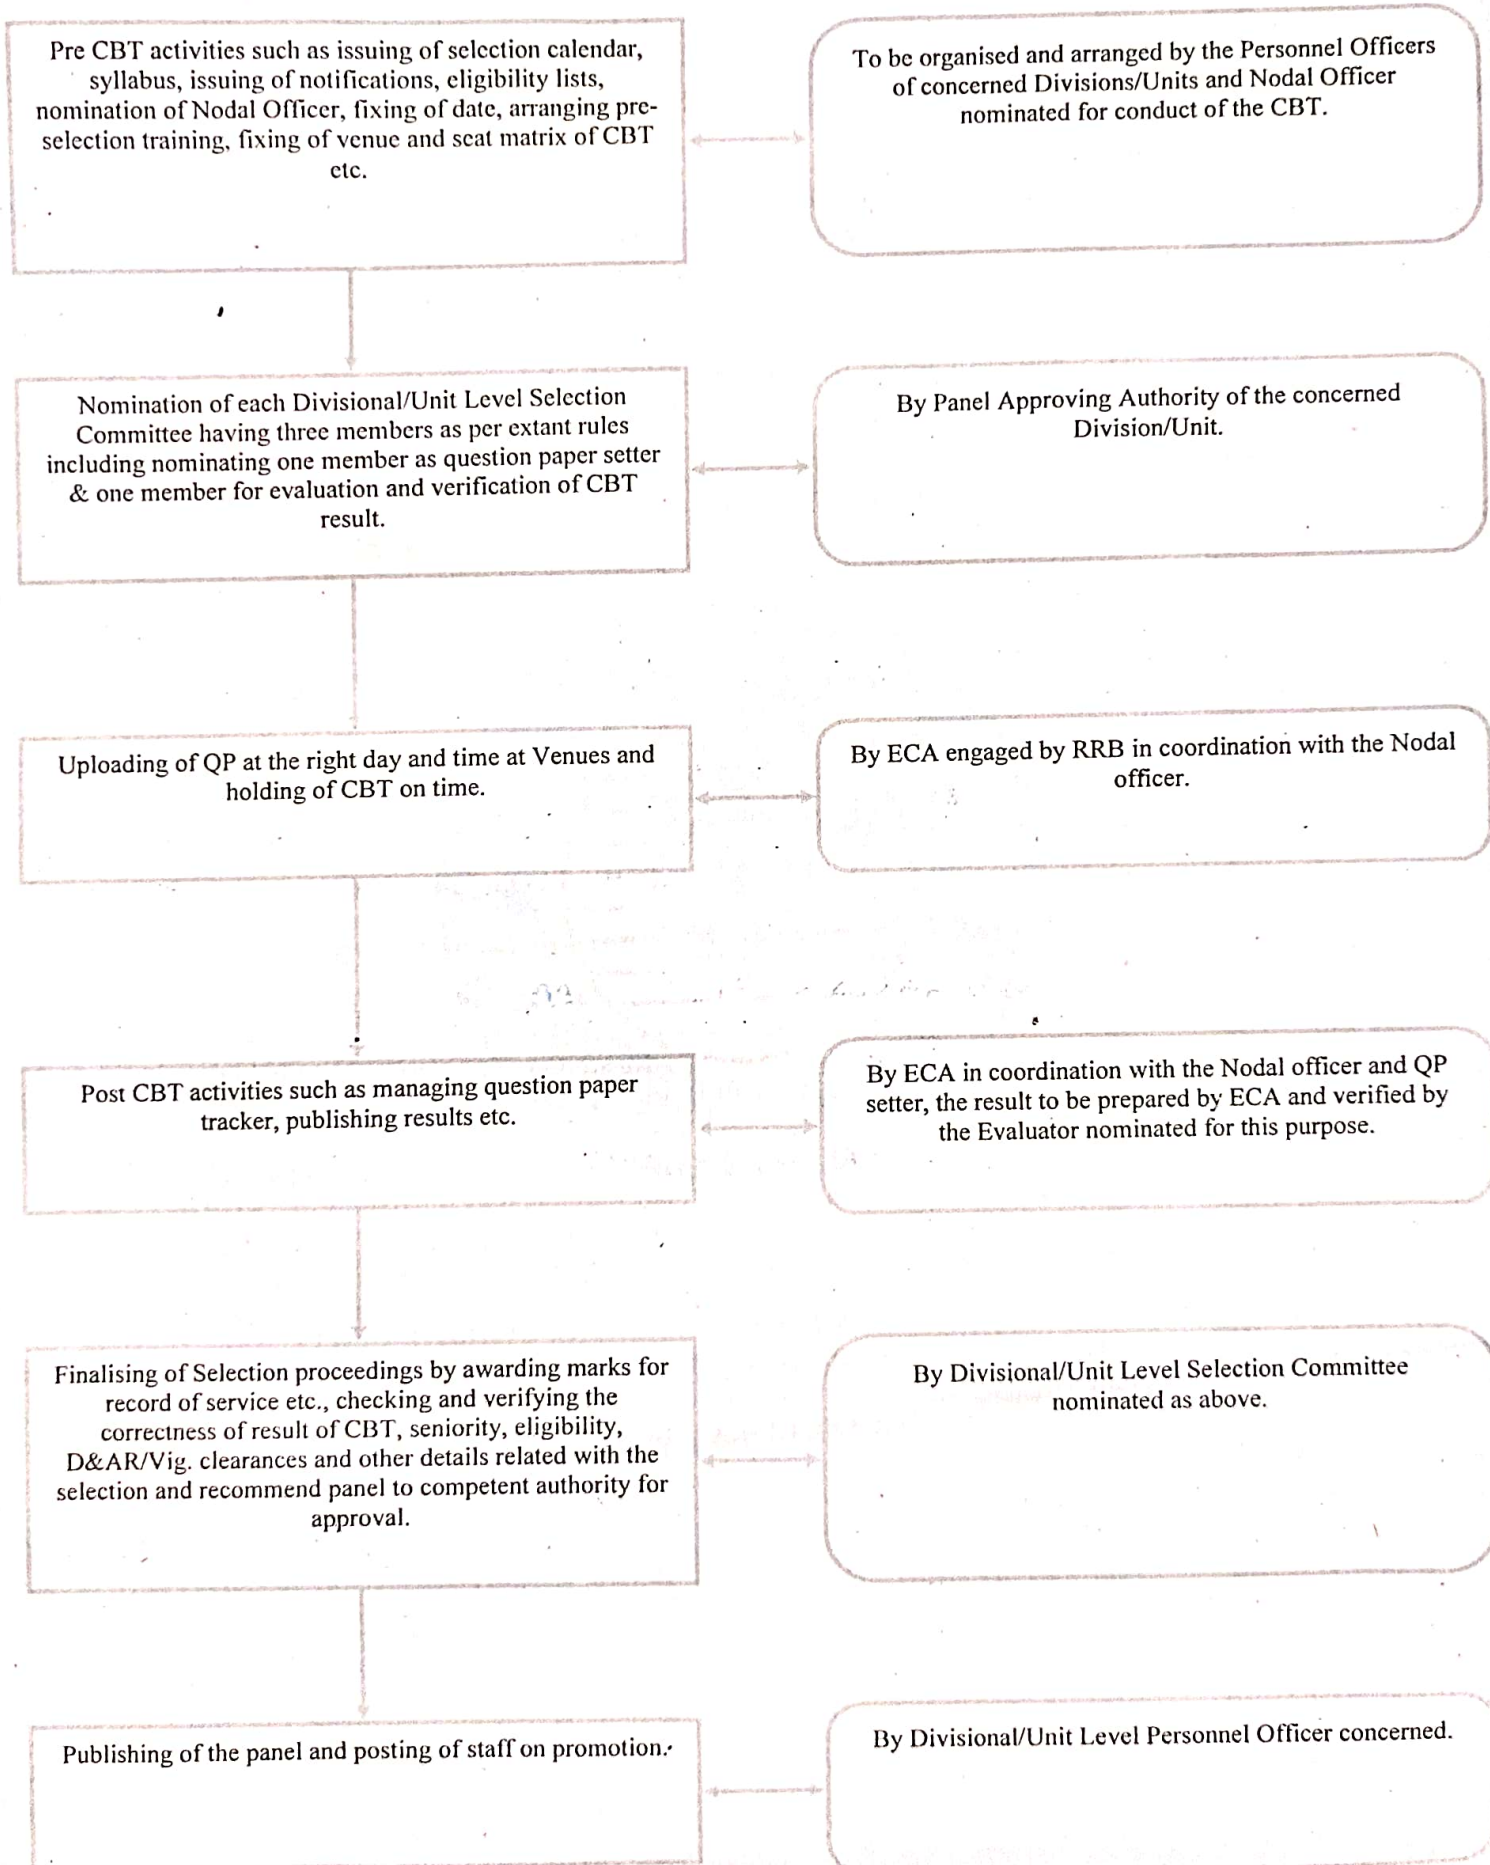 Pre CBT activities such as issuing of selection calendar,
syllabus, issuing of notifications, eligibility lists,
nomination of Nodal Officer, fixing of date, arranging pre-
selection training, fixing of venue and seat matrix of CBT
etc.
To be organised and arranged by the Personnel Officers
of concerned Divisions/Units and Nodal Officer
nominated for conduct of the CBT.
Nomination of each Divisional/Unit Level Selection
Committee having three members as per extant rules
including nominating one member as question paper setter
& one member for evaluation and verification of CBT
result.
By Panel Approving Authority of the concerned
Division/Unit.
Uploading of QP at the right day and time at Venues and
holding of CBT on time.
By ECA engaged by RRB in coordination with the Nodal
officer.
Post CBT activities such as managing question paper
tracker, publishing results etc.
By ECA in coordination with the Nodal officer and QP
setter, the result to be prepared by ECA and verified by
the Evaluator nominated for this purpose.
Finalising of Selection proceedings by awarding marks for
record of service etc., checking and verifying the
correctness of result of CBT, seniority, eligibility,
D&AR/Vig. clearances and other details related with the
selection and recommend panel to competent authority for
approval.
By Divisional/Unit Level Selection Committee
nominated as above.
Publishing of the panel and posting of staff on promotion.
By Divisional/Unit Level Personnel Officer concerned.